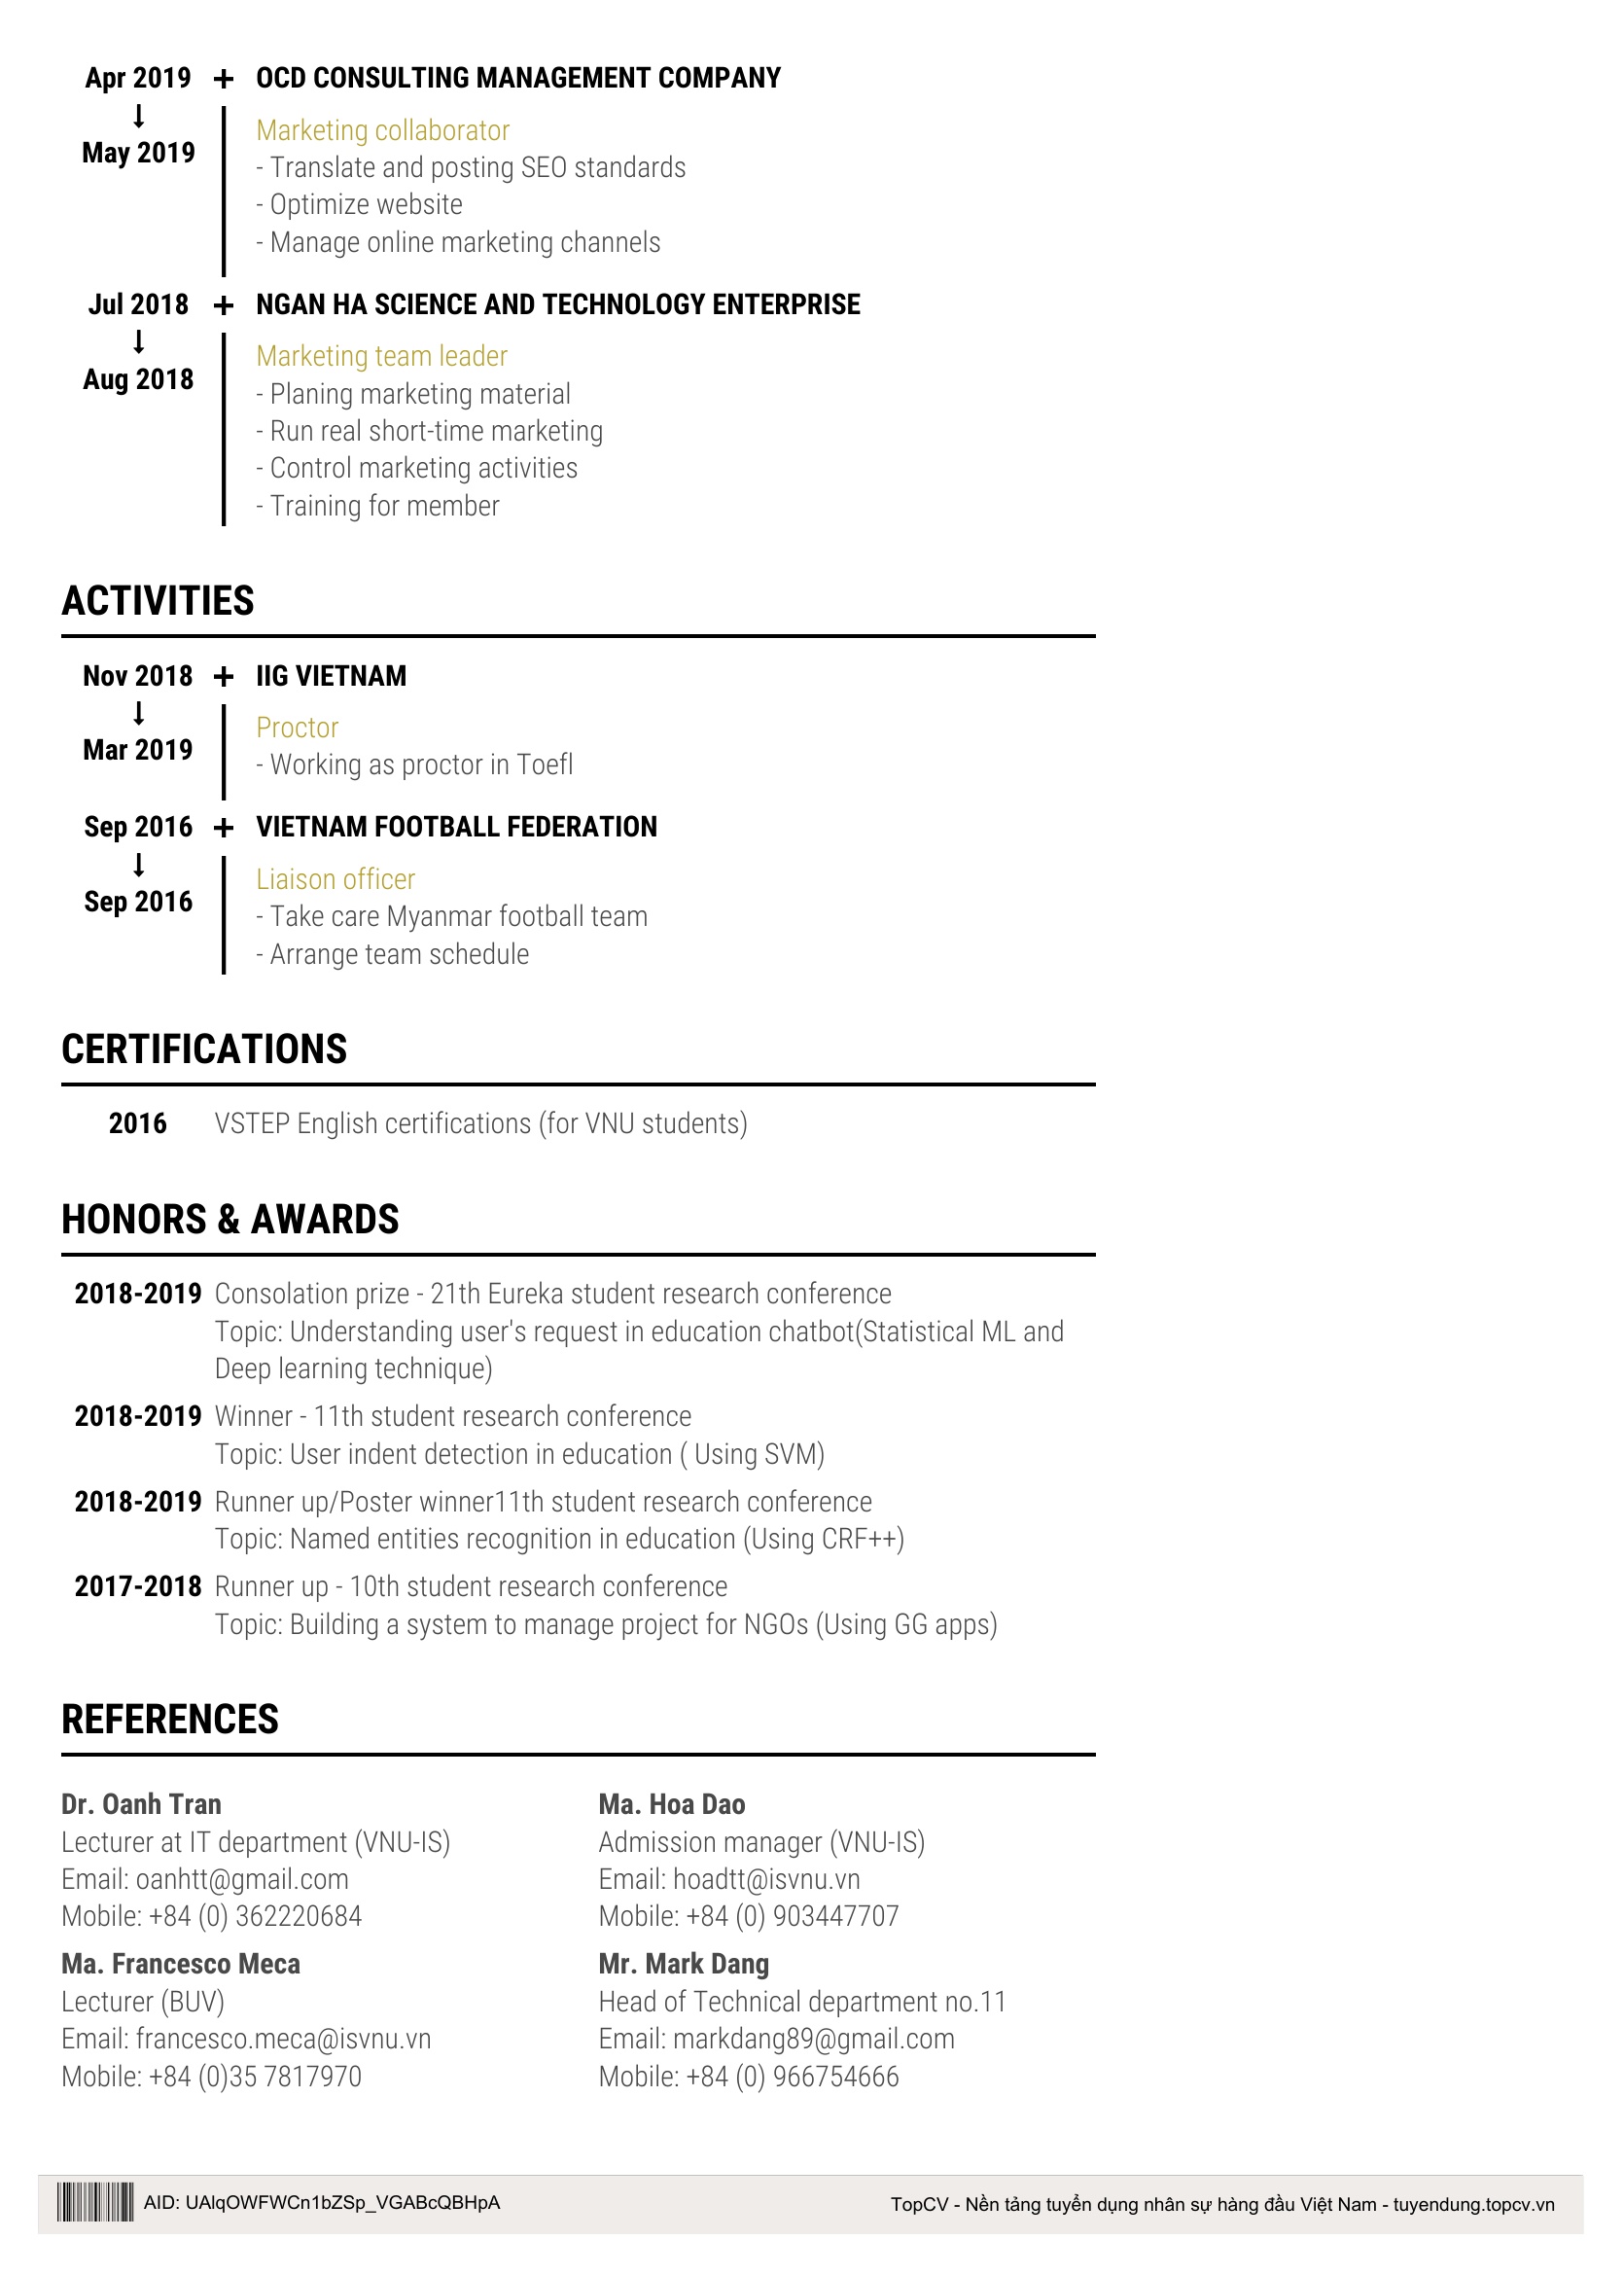 Apr 2019 + OCD CONSULTING MANAGEMENT COMPANY
Marketing collaborator
May 2019
- Translate and posting SEO standards
- Optimize website
- Manage online marketing channels
Jul 2018 + NGAN HA SCIENCE AND TECHNOLOGY ENTERPRISE
Marketing team leader
Aug 2018
- Planing marketing material
- Run real short-time marketing
- Control marketing activities
- Training for member
ACTIVITIES
Nov 2018 + IIG VIETNAM
Proctor
Mar 2019
- Working as proctor in Toefl
Sep 2016 + VIETNAM FOOTBALL FEDERATION
Liaison officer
Sep 2016
- Take care Myanmar football team
- Arrange team schedule
CERTIFICATIONS
2016 VSTEP English certifications (for VNU students)
HONORS & AWARDS
2018-2019 Consolation prize - 21th Eureka student research conference
Topic: Understanding user's request in education chatbot(Statistical ML and
Deep learning technique)
2018-2019 Winner - 11th student research conference
Topic: User indent detection in education ( Using SVM)
2018-2019 Runner up/Poster winner11th student research conference
Topic: Named entities recognition in education (Using CRF++)
2017-2018 Runner up - 10th student research conference
Topic: Building a system to manage project for NGOs (Using GG apps)
REFERENCES
Dr. Oanh Tran
Lecturer at IT department (VNU-IS)
Email: oanhtt@gmail.com
Mobile: +84 (0) 362220684
Ma. Hoa Dao
Admission manager (VNU-IS)
Email: hoadtt@isvnu.vn
Mobile: +84 (0) 903447707
Ma. Francesco Meca
Lecturer (BUV)
Email: francesco.meca@isvnu.vn
Mobile: +84 (0)35 7817970
Mr. Mark Dang
Head of Technical department no.11
Email: markdang89@gmail.com
Mobile: +84 (0) 966754666
AID: UAlqOWFWCn1bZSp_VGABcQBHpA
TopCV - Nền tảng tuyển dụng nhân sự hàng đầu Việt Nam - tuyendung.topcv.vn